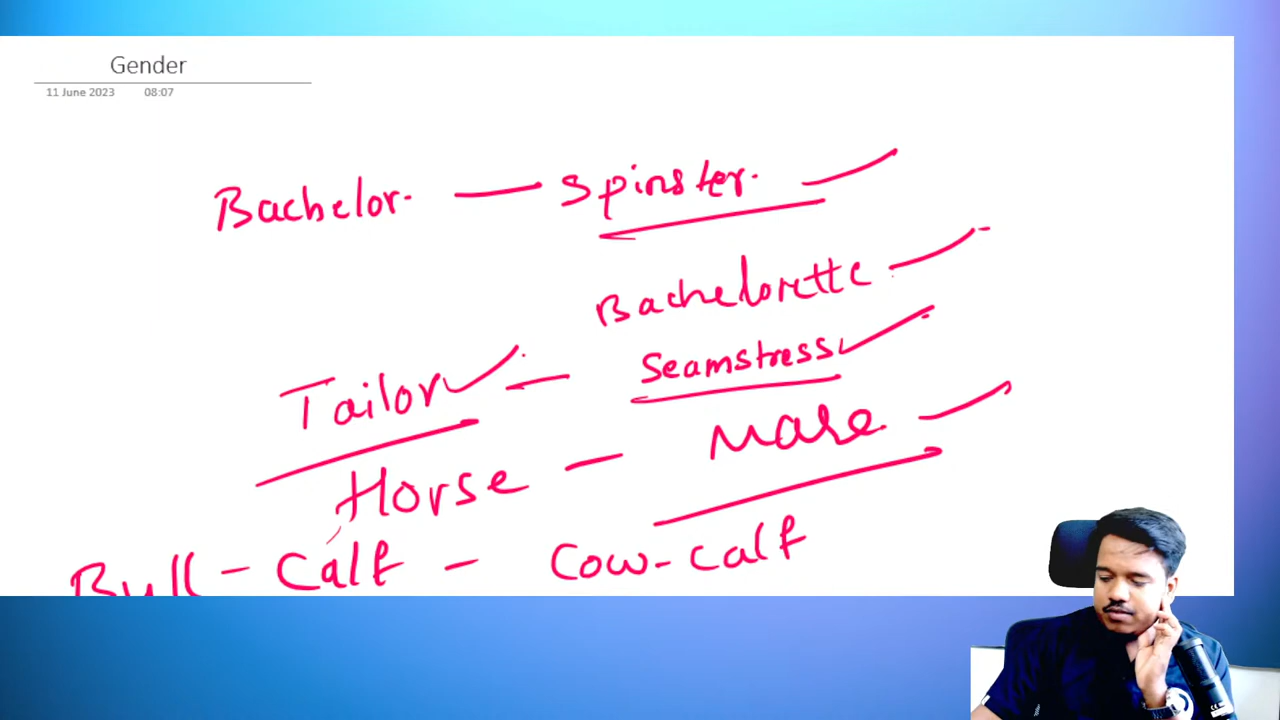 Gender
11 June 2023 08:07
Bachelor. — Spinster.
Bachelorette
Tailor — Seamstress
Horse — Mare
Bull - Calf — Cow-calf